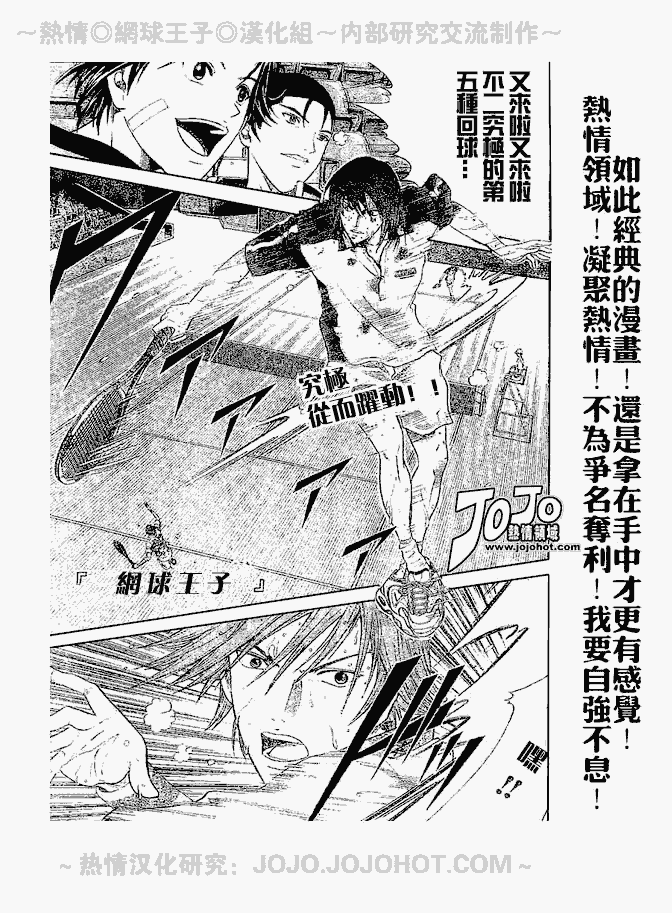 ～熱情◎網球王子◎漢化組～内部研究交流制作～
又來啦又來啦
不二究極的第
五種回球…
如此經典的漫畫！還是拿在手中才更有感覺！
熱情領域！凝聚熱情！不為爭名奪利！我要自強不息！
究極
從而躍動！！
JOJO
熱情領域
www.jojohot.com
『 網球王子 』
嘿!!
～熱情汉化研究：JOJO.JOJOHOT.COM～